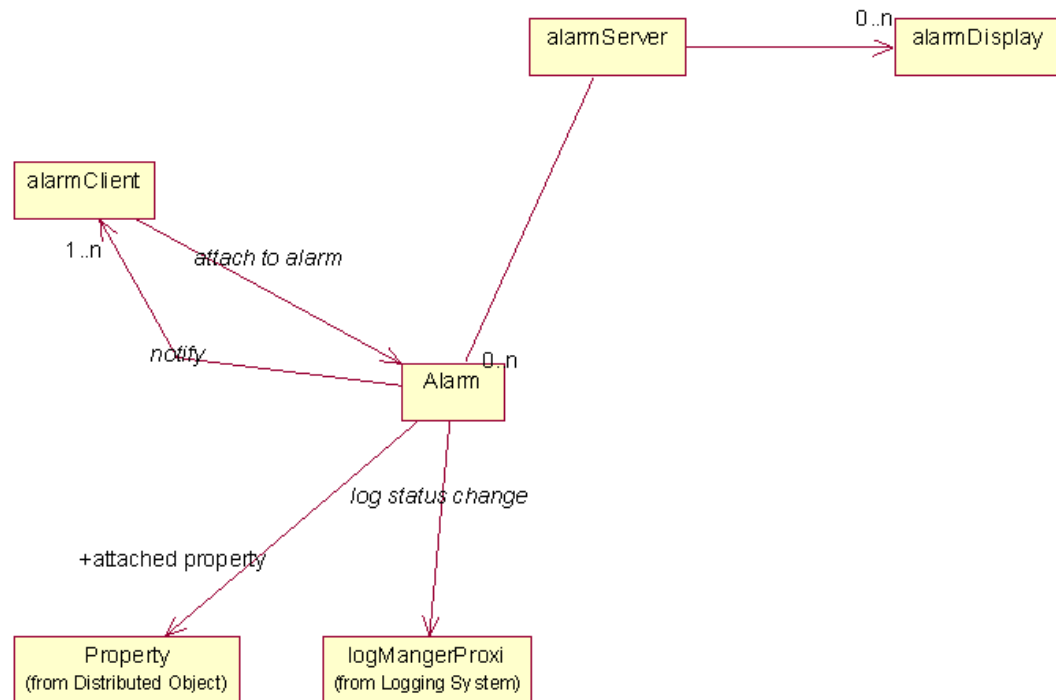 alarmServer
0..n
alarmDisplay
alarmClient
1..n
attach to alarm
notify
0..n
Alarm
log status change
+attached property
Property
(from Distributed Object)
logMangerProxi
(from Logging System)